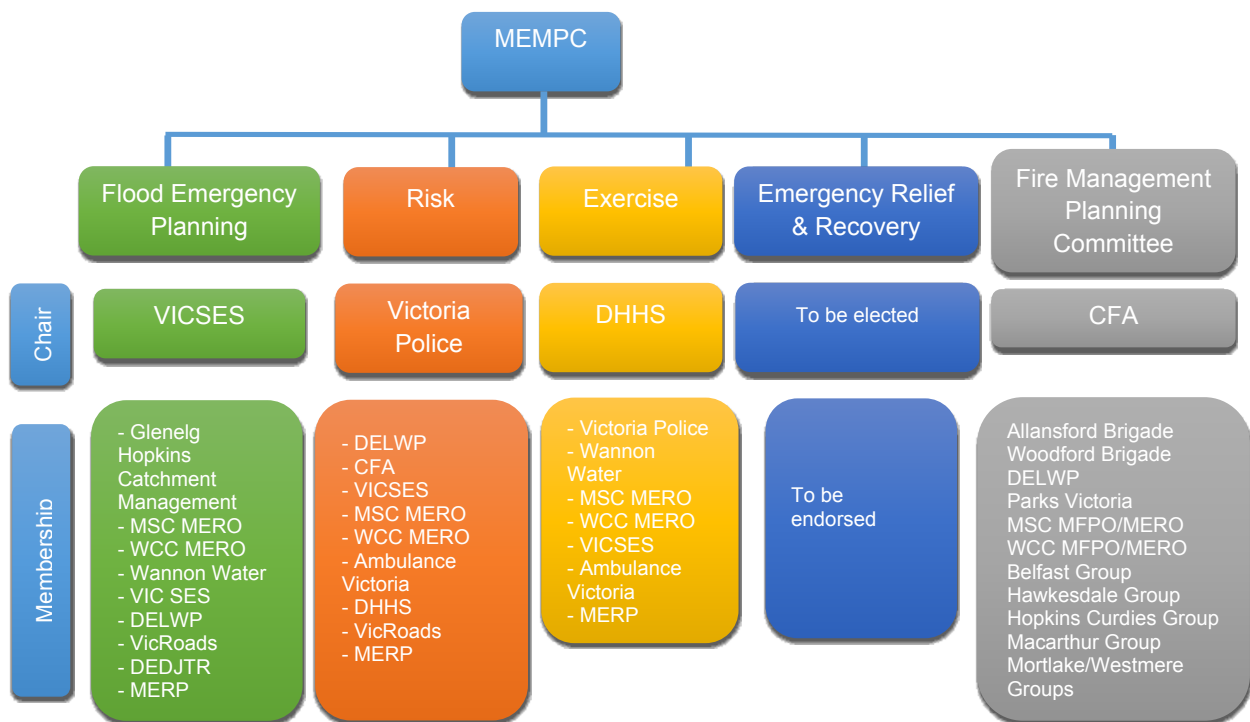 MEMPC
Flood Emergency
Planning
Risk
Exercise
Emergency Relief
& Recovery
Fire Management
Planning
Committee
Chair
VICSES
Victoria
Police
DHHS
To be elected
CFA
Membership
- Glenelg
Hopkins
Catchment
Management
- MSC MERO
- WCC MERO
- Wannon Water
- VIC SES
- DELWP
- VicRoads
- DEDJTR
- MERP
- DELWP
- CFA
- VICSES
- MSC MERO
- WCC MERO
- Ambulance
Victoria
- DHHS
- VicRoads
- MERP
- Victoria Police
- Wannon
Water
- MSC MERO
- WCC MERO
- VICSES
- Ambulance
Victoria
- MERP
To be
endorsed
Allansford Brigade
Woodford Brigade
DELWP
Parks Victoria
MSC MFPO/MERO
WCC MFPO/MERO
Belfast Group
Hawkesdale Group
Hopkins Curdies Group
Macarthur Group
Mortlake/Westmere
Groups